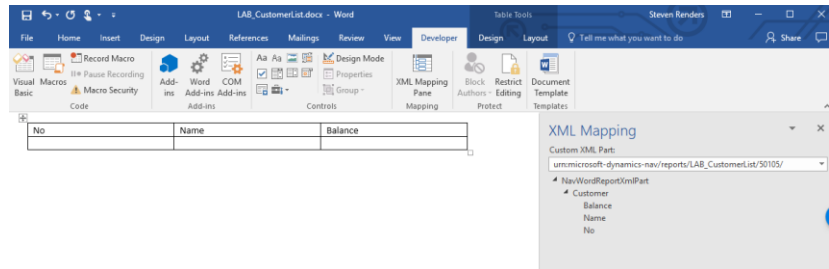 LAB_CustomerList.docx - Word Table Tools Steven Renders
File Home Insert Design Layout References Mailings Review View Developer Design Layout Tell me what you want to do Share
Visual Basic
Macros
Record Macro
Pause Recording
Macro Security
Code
Add-ins
Word Add-ins
COM Add-ins
Add-ins
Aa Aa
Design Mode
Properties
Group
Controls
XML Mapping Pane
Mapping
Block Authors
Restrict Editing
Protect
Document Template
Templates
No Name Balance
XML Mapping
Custom XML Part:
urn:microsoft-dynamics-nav/reports/LAB_CustomerList/50105/
NavWordReportXmlPart
Customer
Balance
Name
No